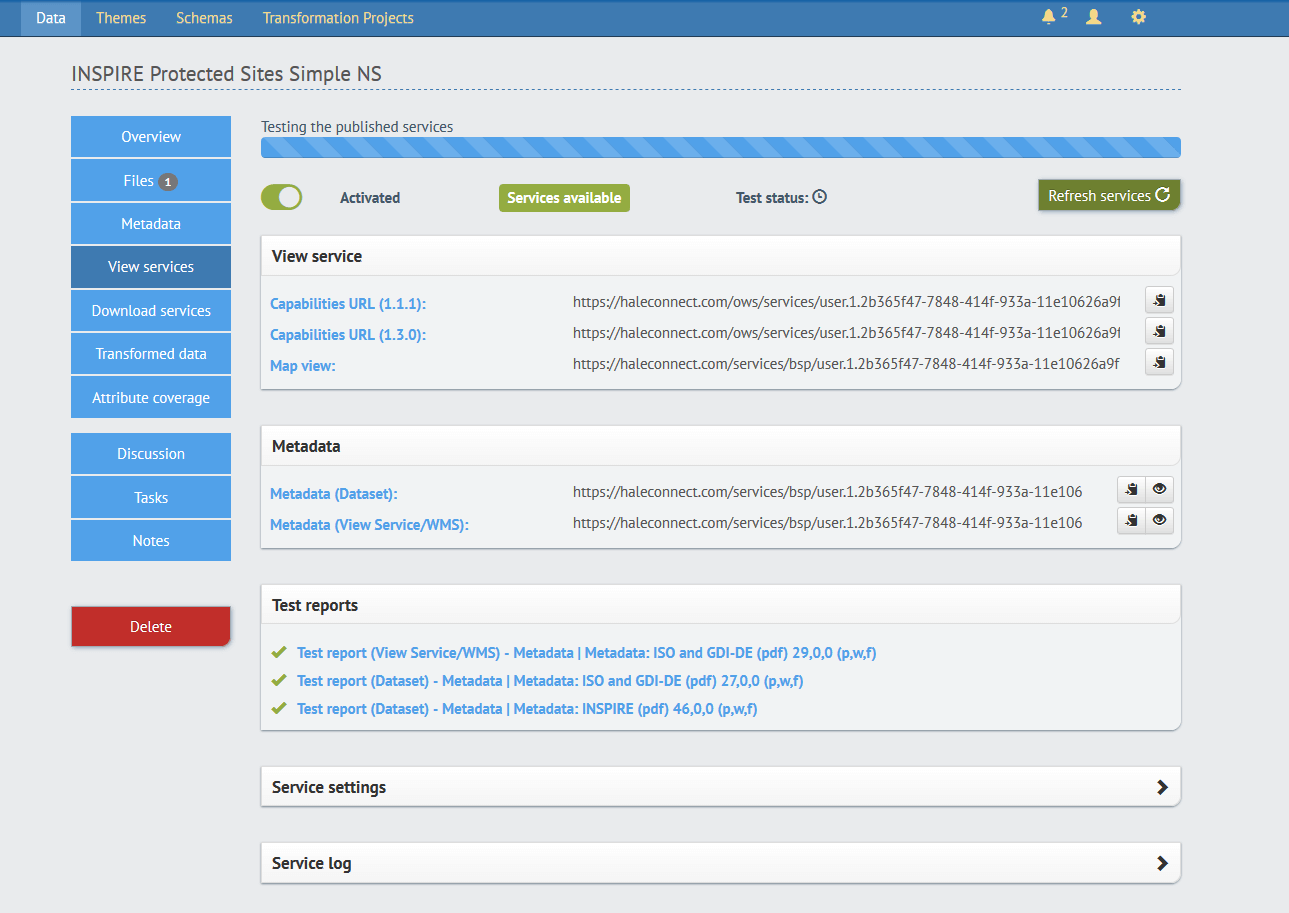 Data Themes Schemas Transformation Projects 2
INSPIRE Protected Sites Simple NS
Overview
Files 1
Metadata
View services
Download services
Transformed data
Attribute coverage
Discussion
Tasks
Notes
Delete
Testing the published services
Activated Services available Test status: Refresh services
View service
Capabilities URL (1.1.1): https://haleconnect.com/ows/services/user.1.2b365f47-7848-414f-933a-11e10626a9f
Capabilities URL (1.3.0): https://haleconnect.com/ows/services/user.1.2b365f47-7848-414f-933a-11e10626a9f
Map view: https://haleconnect.com/services/bsp/user.1.2b365f47-7848-414f-933a-11e10626a9f
Metadata
Metadata (Dataset): https://haleconnect.com/services/bsp/user.1.2b365f47-7848-414f-933a-11e106
Metadata (View Service/WMS): https://haleconnect.com/services/bsp/user.1.2b365f47-7848-414f-933a-11e106
Test reports
Test report (View Service/WMS) - Metadata | Metadata: ISO and GDI-DE (pdf) 29,0,0 (p,w,f)
Test report (Dataset) - Metadata | Metadata: ISO and GDI-DE (pdf) 27,0,0 (p,w,f)
Test report (Dataset) - Metadata | Metadata: INSPIRE (pdf) 46,0,0 (p,w,f)
Service settings
Service log